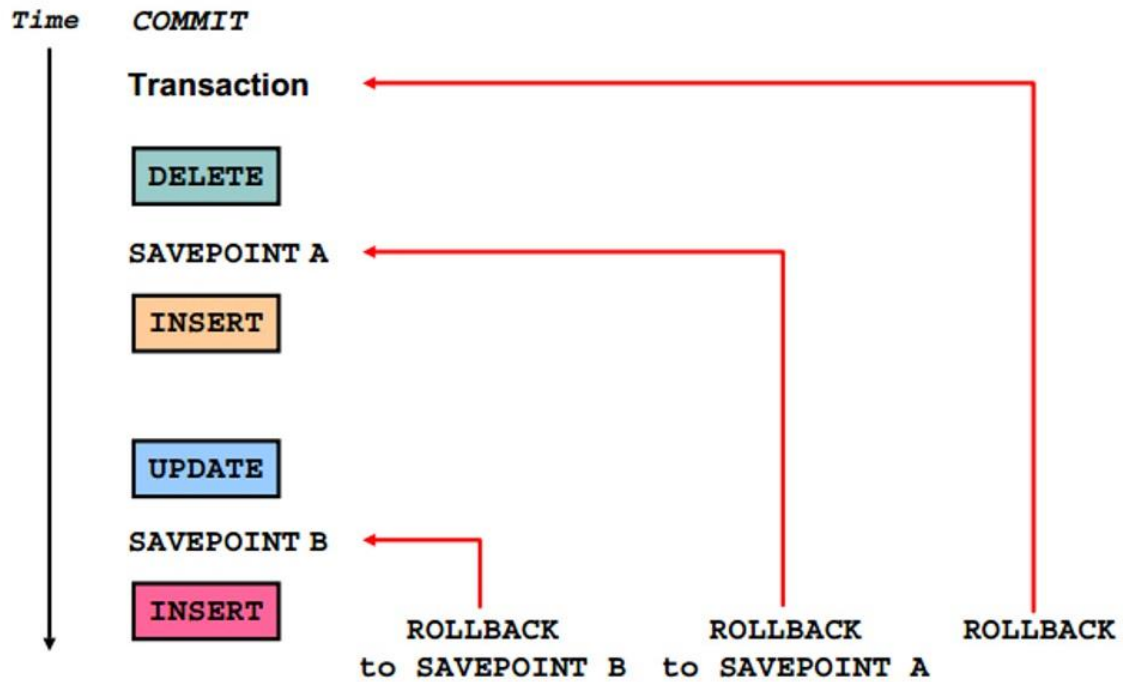 Time COMMIT
Transaction
DELETE
SAVEPOINT A
INSERT
UPDATE
SAVEPOINT B
INSERT
ROLLBACK
to SAVEPOINT B
ROLLBACK
to SAVEPOINT A
ROLLBACK